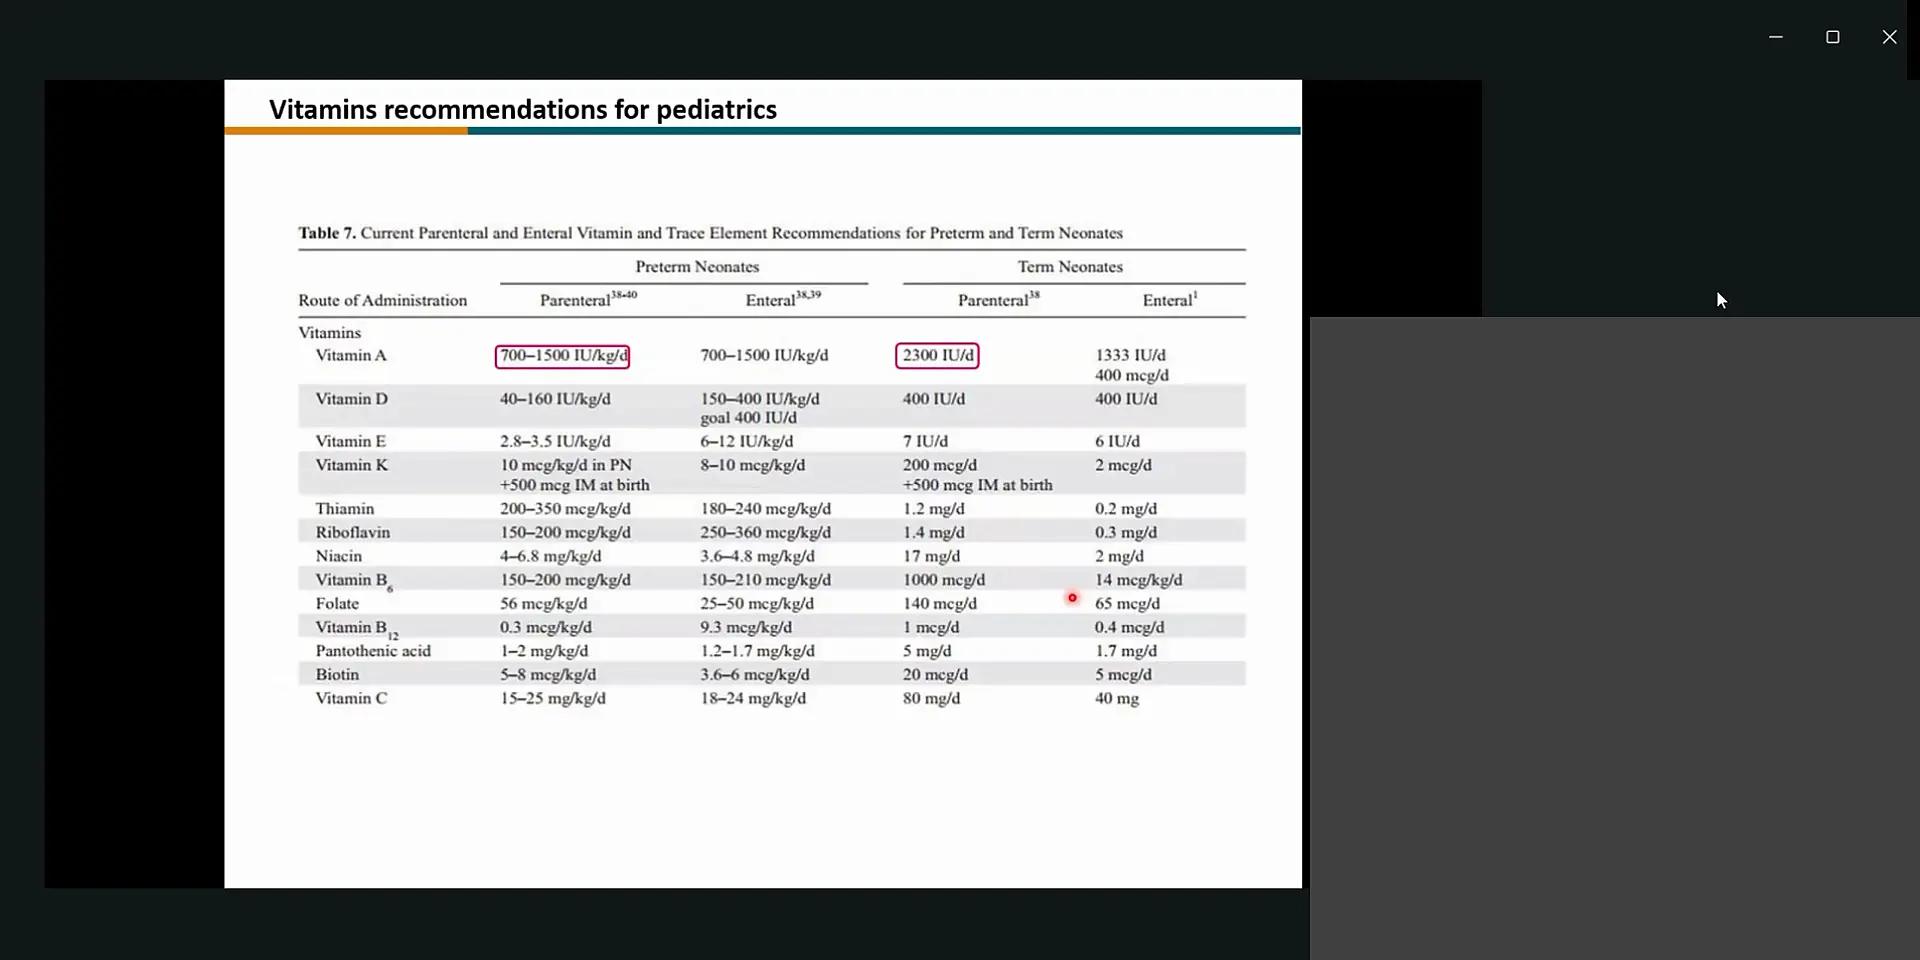 Vitamins recommendations for pediatrics
Table 7. Current Parenteral and Enteral Vitamin and Trace Element Recommendations for Preterm and Term Neonates
Preterm Neonates Term Neonates
Route of Administration Parenteral38-40 Enteral38,39 Parenteral38 Enteral1
Vitamins
Vitamin A 700–1500 IU/kg/d 700–1500 IU/kg/d 2300 IU/d 1333 IU/d
400 mcg/d
Vitamin D 40–160 IU/kg/d 150–400 IU/kg/d 400 IU/d 400 IU/d
goal 400 IU/d
Vitamin E 2.8–3.5 IU/kg/d 6–12 IU/kg/d 7 IU/d 6 IU/d
Vitamin K 10 mcg/kg/d in PN 8–10 mcg/kg/d 200 mcg/d 2 mcg/d
+500 mcg IM at birth +500 mcg IM at birth
Thiamin 200–350 mcg/kg/d 180–240 mcg/kg/d 1.2 mg/d 0.2 mg/d
Riboflavin 150–200 mcg/kg/d 250–360 mcg/kg/d 1.4 mg/d 0.3 mg/d
Niacin 4–6.8 mg/kg/d 3.6–4.8 mg/kg/d 17 mg/d 2 mg/d
Vitamin B6 150–200 mcg/kg/d 150–210 mcg/kg/d 1000 mcg/d 14 mcg/kg/d
Folate 56 mcg/kg/d 25–50 mcg/kg/d 140 mcg/d 65 mcg/d
Vitamin B12 0.3 mcg/kg/d 9.3 mcg/kg/d 1 mcg/d 0.4 mcg/d
Pantothenic acid 1–2 mg/kg/d 1.2–1.7 mg/kg/d 5 mg/d 1.7 mg/d
Biotin 5–8 mcg/kg/d 3.6–6 mcg/kg/d 20 mcg/d 5 mcg/d
Vitamin C 15–25 mg/kg/d 18–24 mg/kg/d 80 mg/d 40 mg